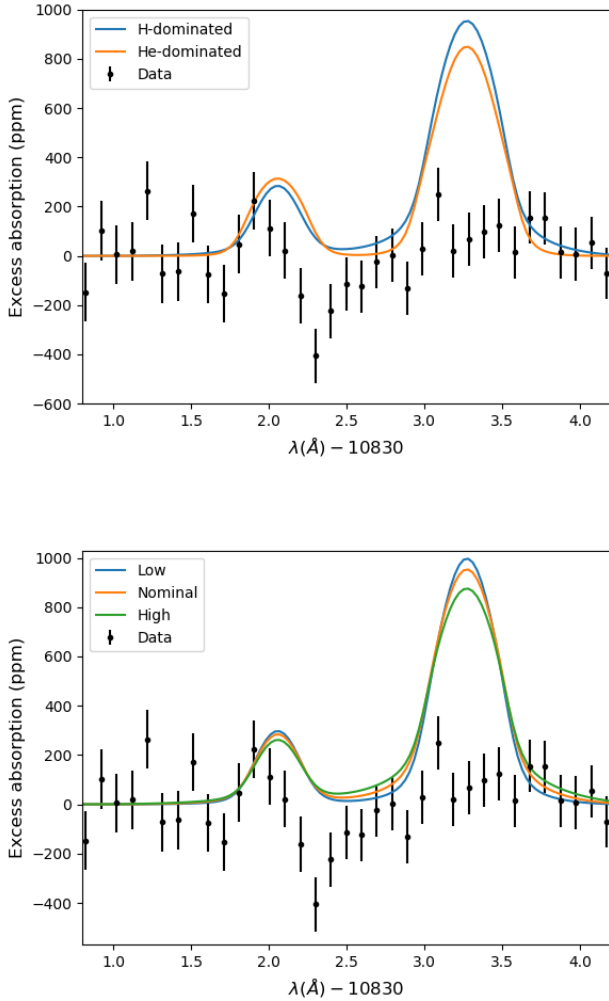 1000
800
600
400
200
0
−200
−400
−600
Excess absorption (ppm)
H-dominated
He-dominated
Data
1.0 1.5 2.0 2.5 3.0 3.5 4.0
λ(Å) − 10830
1000
800
600
400
200
0
−200
−400
Excess absorption (ppm)
Low
Nominal
High
Data
1.0 1.5 2.0 2.5 3.0 3.5 4.0
λ(Å) − 10830